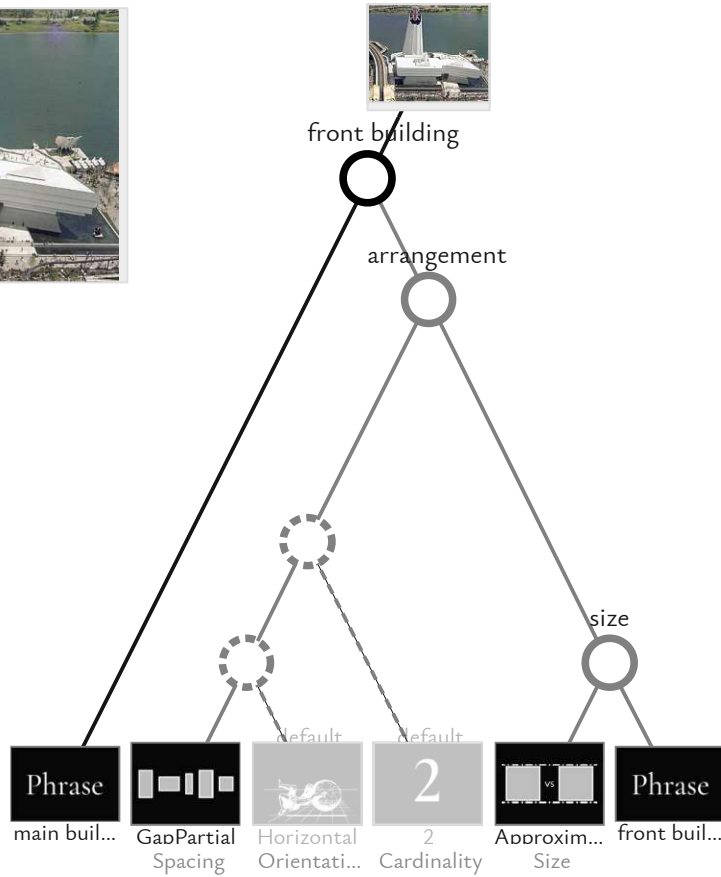 front building
arrangement
size
default
default
Phrase
2
vs
Phrase
main buil...
GapPartial
Horizontal
2
Approxim...
front buil...
Spacing
Orientati...
Cardinality
Size